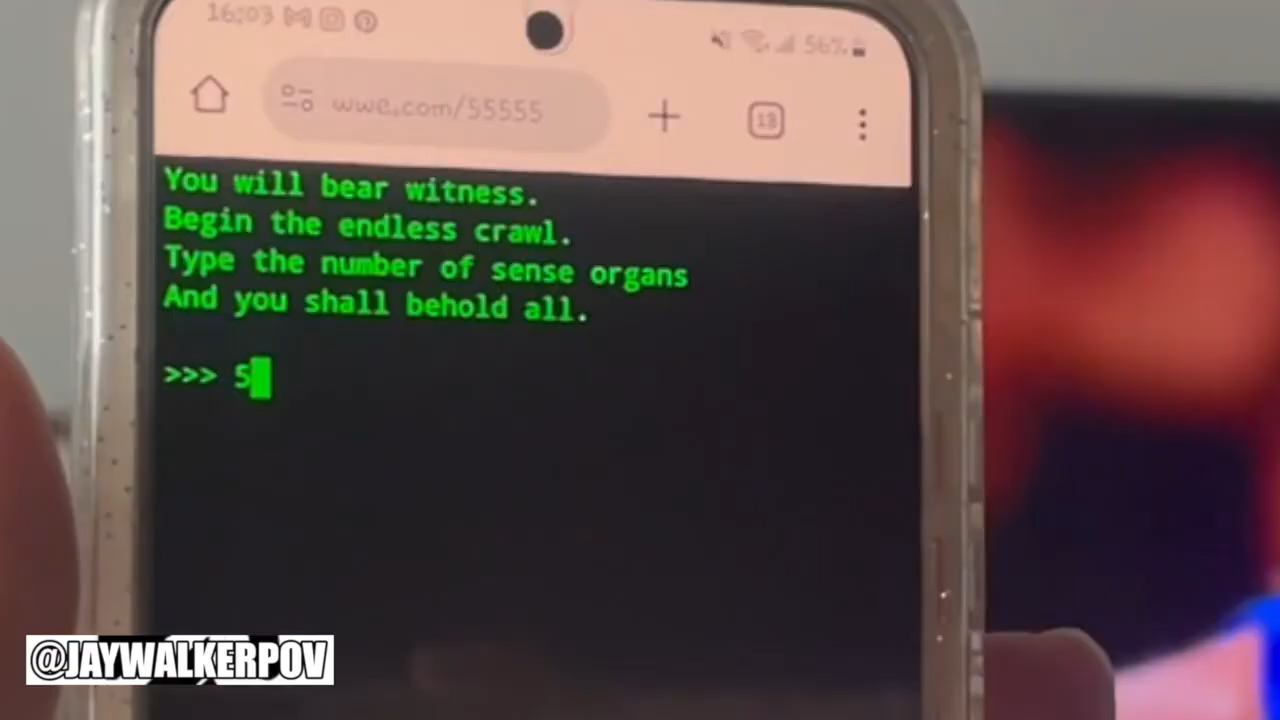 16:03
56%
wwe.com/55555
13
You will bear witness.
Begin the endless crawl.
Type the number of sense organs
And you shall behold all.
>>> 5
@JAYWALKERPOV